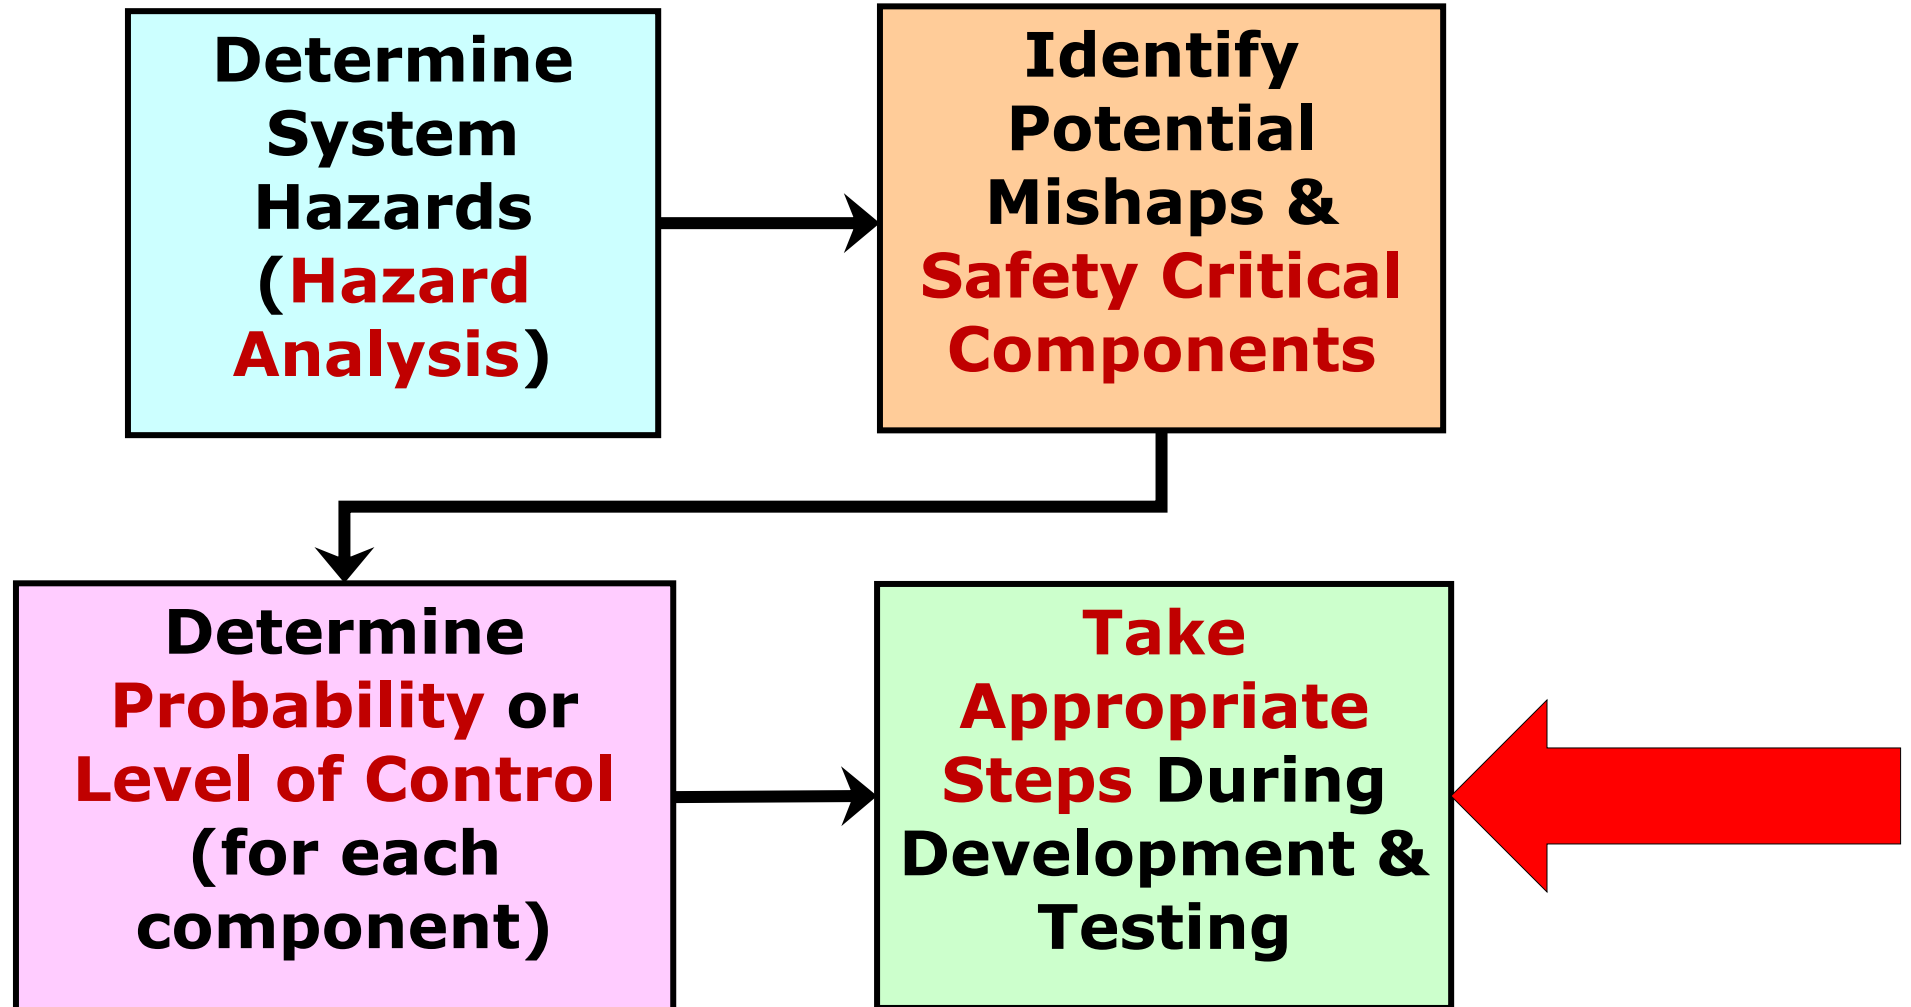 Determine
System
Hazards
(Hazard
Analysis)
Identify
Potential
Mishaps &
Safety Critical
Components
Determine
Probability or
Level of Control
(for each
component)
Take
Appropriate
Steps During
Development &
Testing